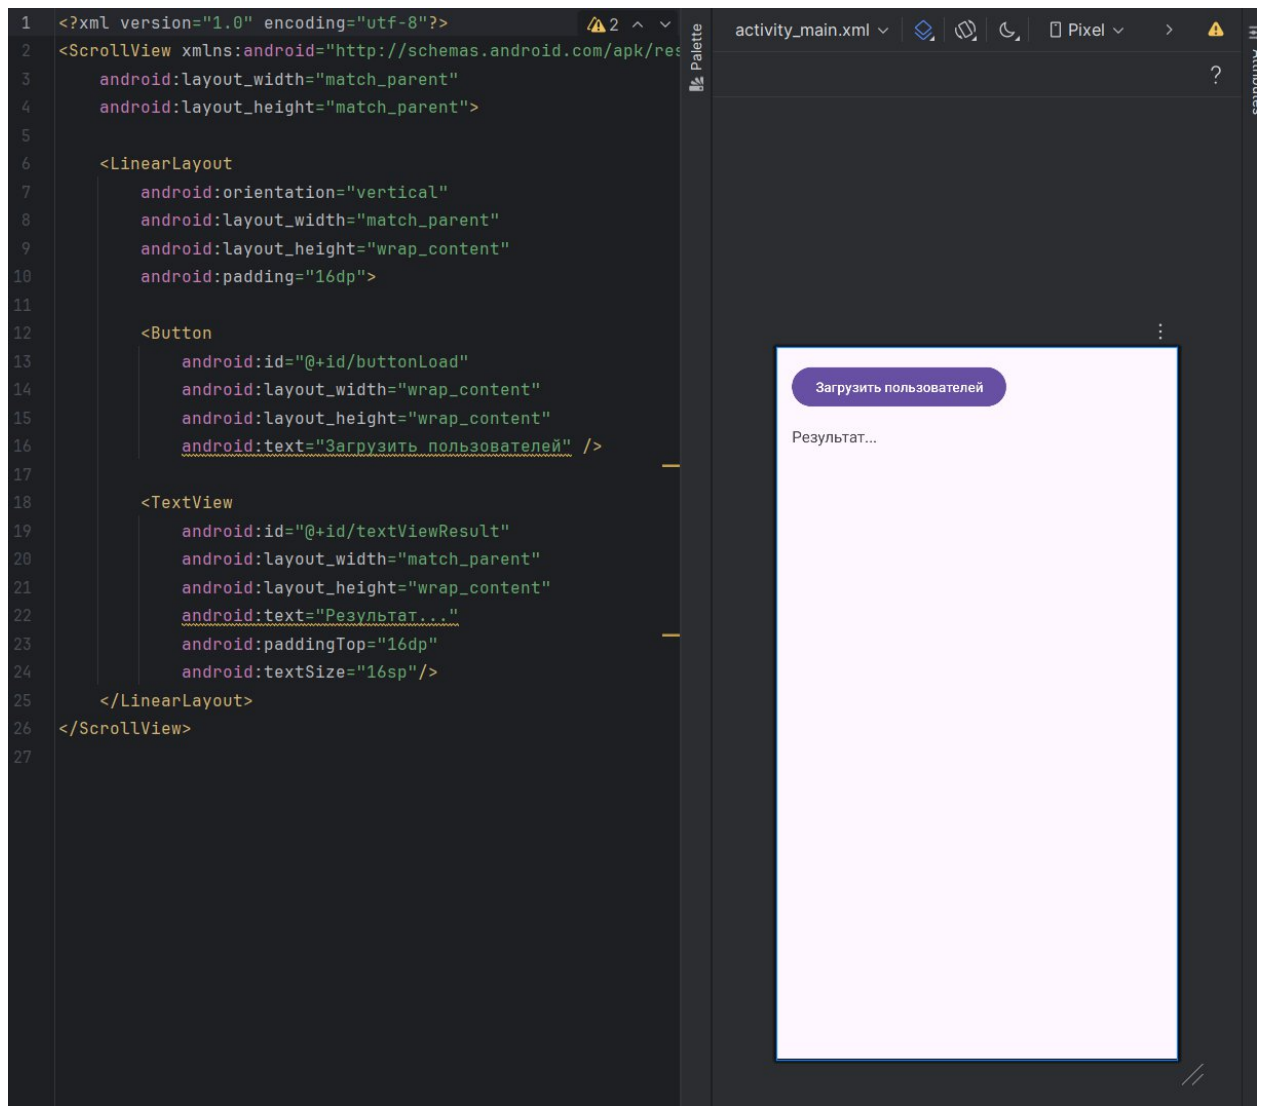 1 <?xml version="1.0" encoding="utf-8"?>
2 <ScrollView xmlns:android="http://schemas.android.com/apk/res
3 android:layout_width="match_parent"
4 android:layout_height="match_parent">
5
6 <LinearLayout
7 android:orientation="vertical"
8 android:layout_width="match_parent"
9 android:layout_height="wrap_content"
10 android:padding="16dp">
11
12 <Button
13 android:id="@+id/buttonLoad"
14 android:layout_width="wrap_content"
15 android:layout_height="wrap_content"
16 android:text="Загрузить пользователей" />
17
18 <TextView
19 android:id="@+id/textViewResult"
20 android:layout_width="match_parent"
21 android:layout_height="wrap_content"
22 android:text="Результат..."
23 android:paddingTop="16dp"
24 android:textSize="16sp"/>
25 </LinearLayout>
26 </ScrollView>
27
2
Palette
activity_main.xml
Pixel
?
Attributes
Загрузить пользователей
Результат...